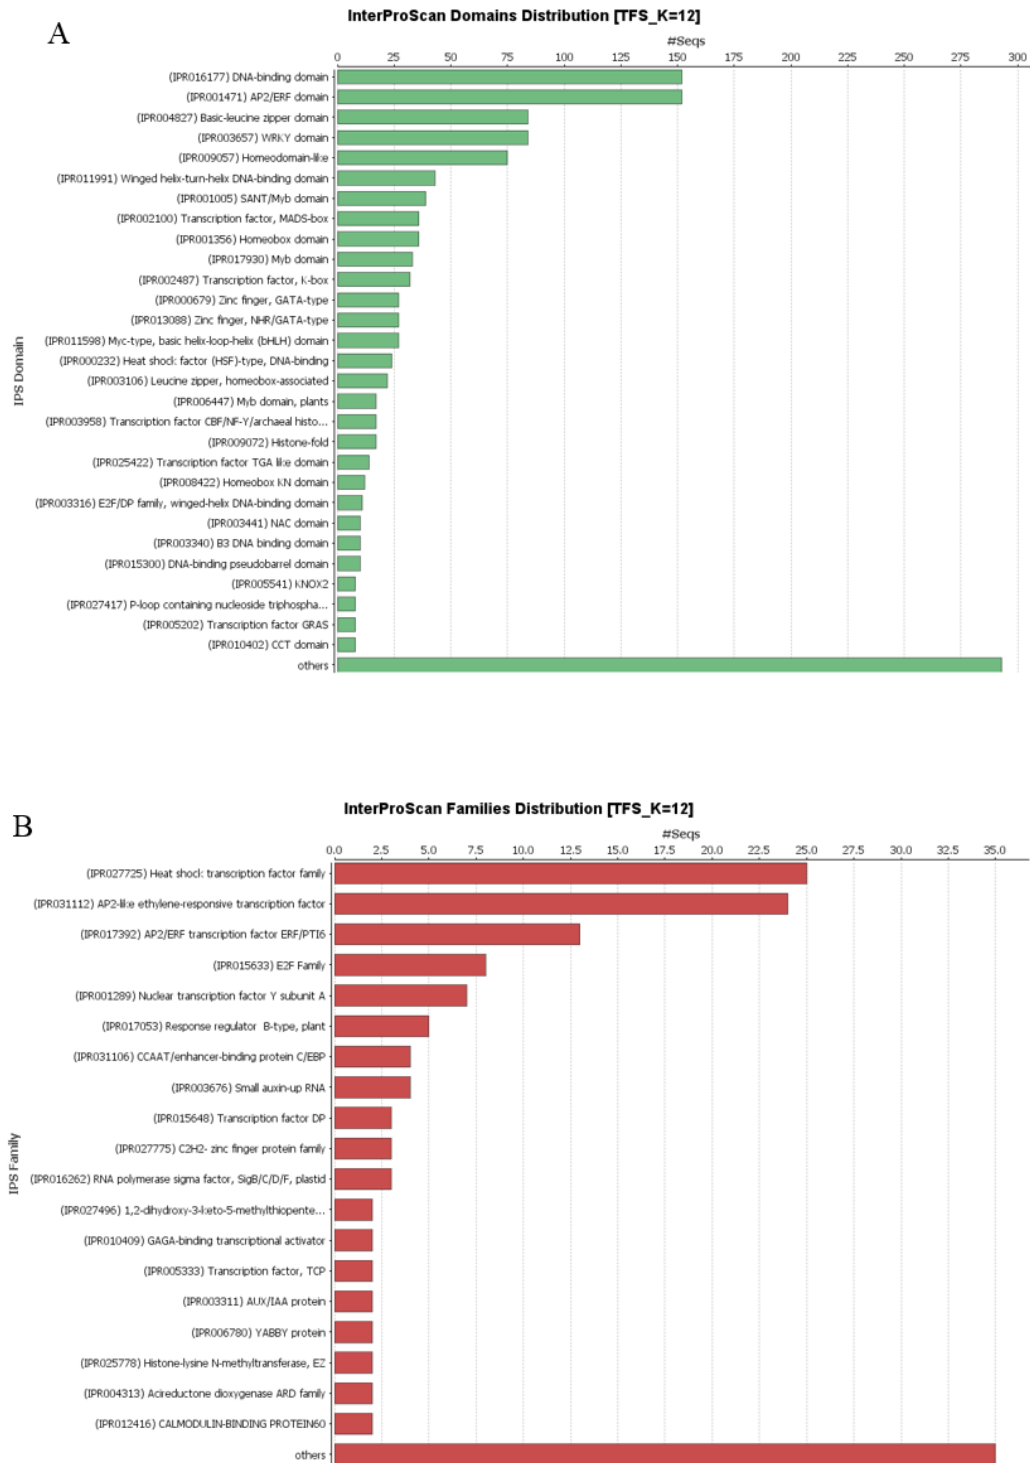 A
InterProScan Domains Distribution [TFS_K=12]
#Seqs
0 25 50 75 100 125 150 175 200 225 250 275 300
(IPR016177) DNA-binding domain
(IPR001471) AP2/ERF domain
(IPR004827) Basic-leucine zipper domain
(IPR003657) WRKY domain
(IPR009057) Homeodomain-like
(IPR011991) Winged helix-turn-helix DNA-binding domain
(IPR001005) SANT/Myb domain
(IPR002100) Transcription factor, MADS-box
(IPR001356) Homeobox domain
(IPR017930) Myb domain
(IPR002487) Transcription factor, K-box
(IPR000679) Zinc finger, GATA-type
(IPR013088) Zinc finger, NHR/GATA-type
(IPR011598) Myc-type, basic helix-loop-helix (bHLH) domain
(IPR000232) Heat shock factor (HSF)-type, DNA-binding
(IPR003106) Leucine zipper, homeobox-associated
(IPR006447) Myb domain, plants
(IPR003958) Transcription factor CBF/NF-Y/archaeal histo...
(IPR009072) Histone-fold
(IPR025422) Transcription factor TGA like domain
(IPR008422) Homeobox KN domain
(IPR003316) E2F/DP family, winged-helix DNA-binding domain
(IPR003441) NAC domain
(IPR003340) B3 DNA binding domain
(IPR015300) DNA-binding pseudobarrel domain
(IPR005541) KNOX2
(IPR027417) P-loop containing nucleoside triphospha...
(IPR005202) Transcription factor GRAS
(IPR010402) CCT domain
others
IPS Domain
B
InterProScan Families Distribution [TFS_K=12]
#Seqs
0.0 2.5 5.0 7.5 10.0 12.5 15.0 17.5 20.0 22.5 25.0 27.5 30.0 32.5 35.0
(IPR027725) Heat shock transcription factor family
(IPR031112) AP2-like ethylene-responsive transcription factor
(IPR017392) AP2/ERF transcription factor ERF/PTI6
(IPR015633) E2F Family
(IPR001289) Nuclear transcription factor Y subunit A
(IPR017053) Response regulator B-type, plant
(IPR031106) CCAAT/enhancer-binding protein C/EBP
(IPR003676) Small auxin-up RNA
(IPR015648) Transcription factor DP
(IPR027775) C2H2- zinc finger protein family
(IPR016262) RNA polymerase sigma factor, SigB/C/D/F, plastid
(IPR027496) 1,2-dihydroxy-3-keto-5-methylthiopente...
(IPR010409) GAGA-binding transcriptional activator
(IPR005333) Transcription factor, TCP
(IPR003311) AUX/IAA protein
(IPR006780) YABBY protein
(IPR025778) Histone-lysine N-methyltransferase, EZ
(IPR004313) Acireductone dioxygenase ARD family
(IPR012416) CALMODULIN-BINDING PROTEIN60
others
IPS Family